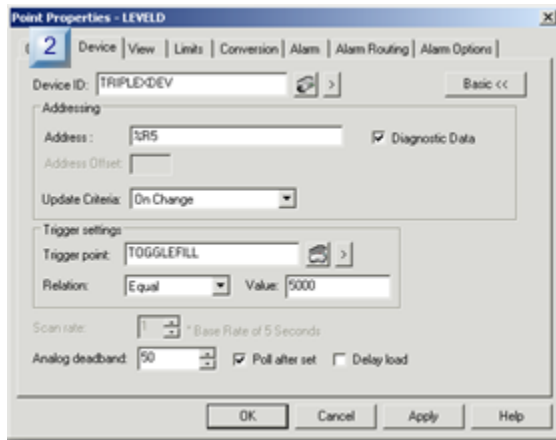 Point Properties - LEVELD
2 Device View Limits Conversion Alarm Alarm Routing Alarm Options
Device ID: TRIPLEXDEV > Basic <<
Addressing
Address : %R5 Diagnostic Data
Address Offset:
Update Criteria: On Change
Trigger settings
Trigger point: TOGGLEFILL >
Relation: Equal Value: 5000
Scan rate: 1 * Base Rate of 5 Seconds
Analog deadband: 50 Poll after set Delay load
OK Cancel Apply Help